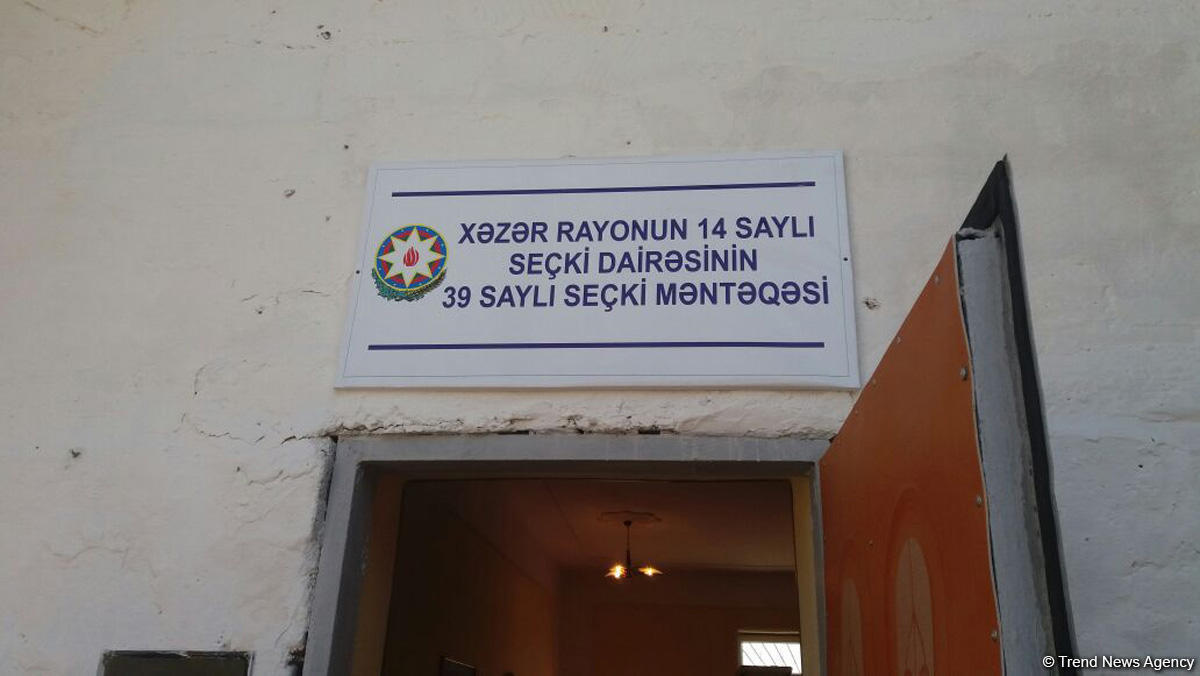 XƏZƏR RAYONUN 14 SAYLI
SEÇKİ DAİRƏSİNİN
39 SAYLI SEÇKİ MƏNTƏQƏSİ
© Trend News Agency